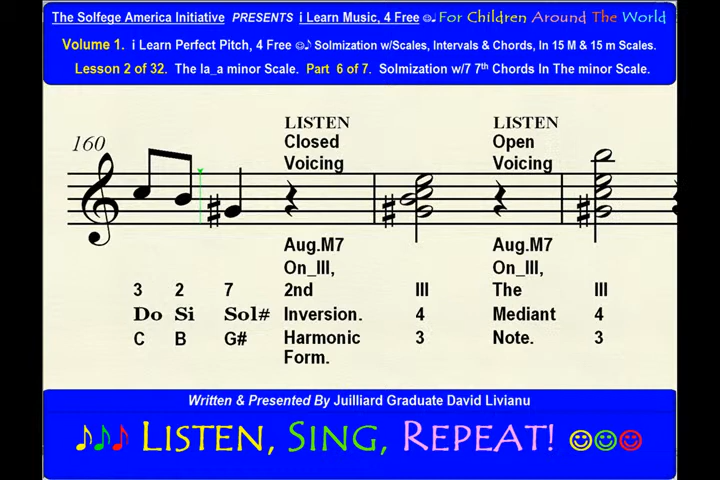 The Solfege America Initiative PRESENTS i Learn Music, 4 Free ☺♪ For Children Around The World
Volume 1. i Learn Perfect Pitch, 4 Free ☺♪ Solmization w/Scales, Intervals & Chords, In 15 M & 15 m Scales.
Lesson 2 of 32. The la_a minor Scale. Part 6 of 7. Solmization w/7 7th Chords In The minor Scale.
LISTEN LISTEN
160 Closed Open
Voicing Voicing
Aug.M7 Aug.M7
On_III, On_III,
3 2 7 2nd III The III
Do Si Sol# Inversion. 4 Mediant 4
C B G# Harmonic 3 Note. 3
Form.
Written & Presented By Juilliard Graduate David Livianu
♪♪♪ LISTEN, SING, REPEAT! ☺☺☺